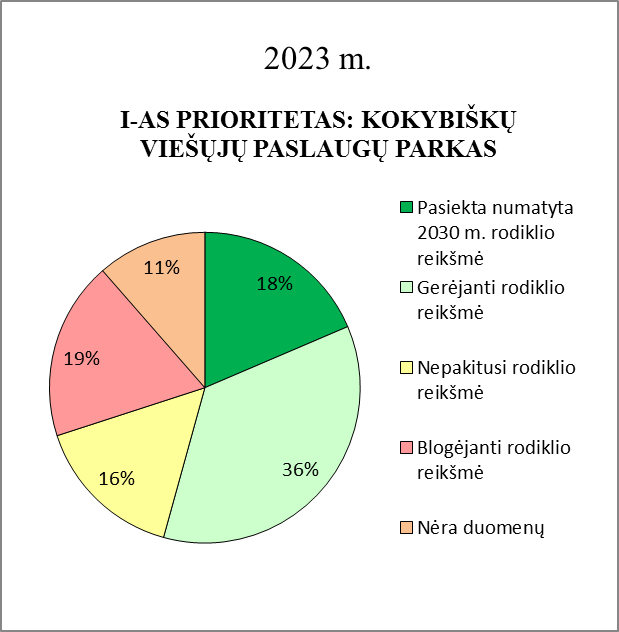 2023 m.
I-AS PRIORITETAS: KOKYBIŠKŲ
VIEŠŲJŲ PASLAUGŲ PARKAS
Pasiekta numatyta
2030 m. rodiklio
reikšmė
Gerėjanti rodiklio
reikšmė
Nepakitusi rodiklio
reikšmė
Blogėjanti rodiklio
reikšmė
Nėra duomenų
18%
36%
16%
19%
11%